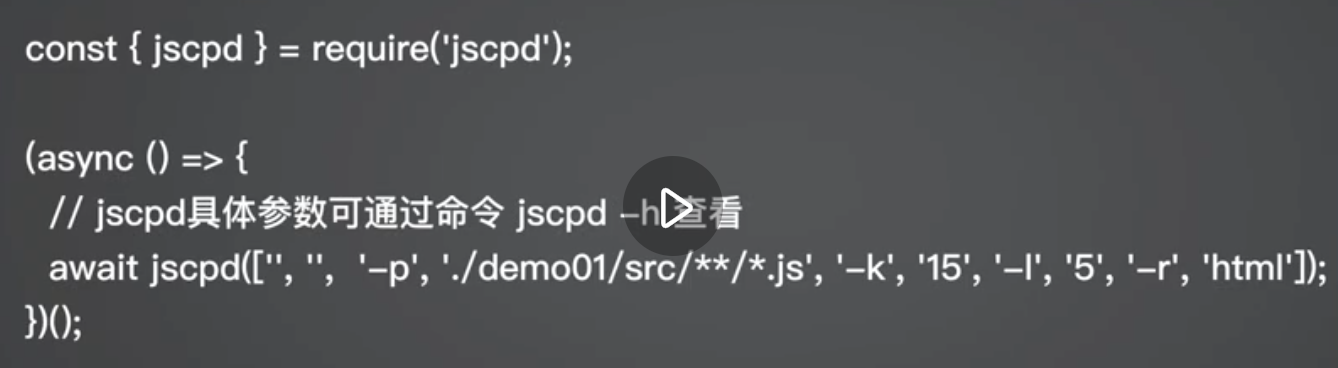 const { jscpd } = require('jscpd');
(async () => {
// jscpd具体参数可通过命令 jscpd -h 查看
await jscpd(['', '', '-p', './demo01/src/**/*.js', '-k', '15', '-l', '5', '-r', 'html']);
})();